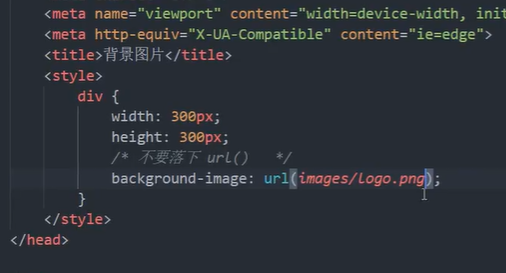 <meta name="viewport" content="width=device-width, init
<meta http-equiv="X-UA-Compatible" content="ie=edge">
<title>背景图片</title>
<style>
div {
width: 300px;
height: 300px;
/* 不要落下 url()   */
background-image: url(images/logo.png);
}
</style>
</head>